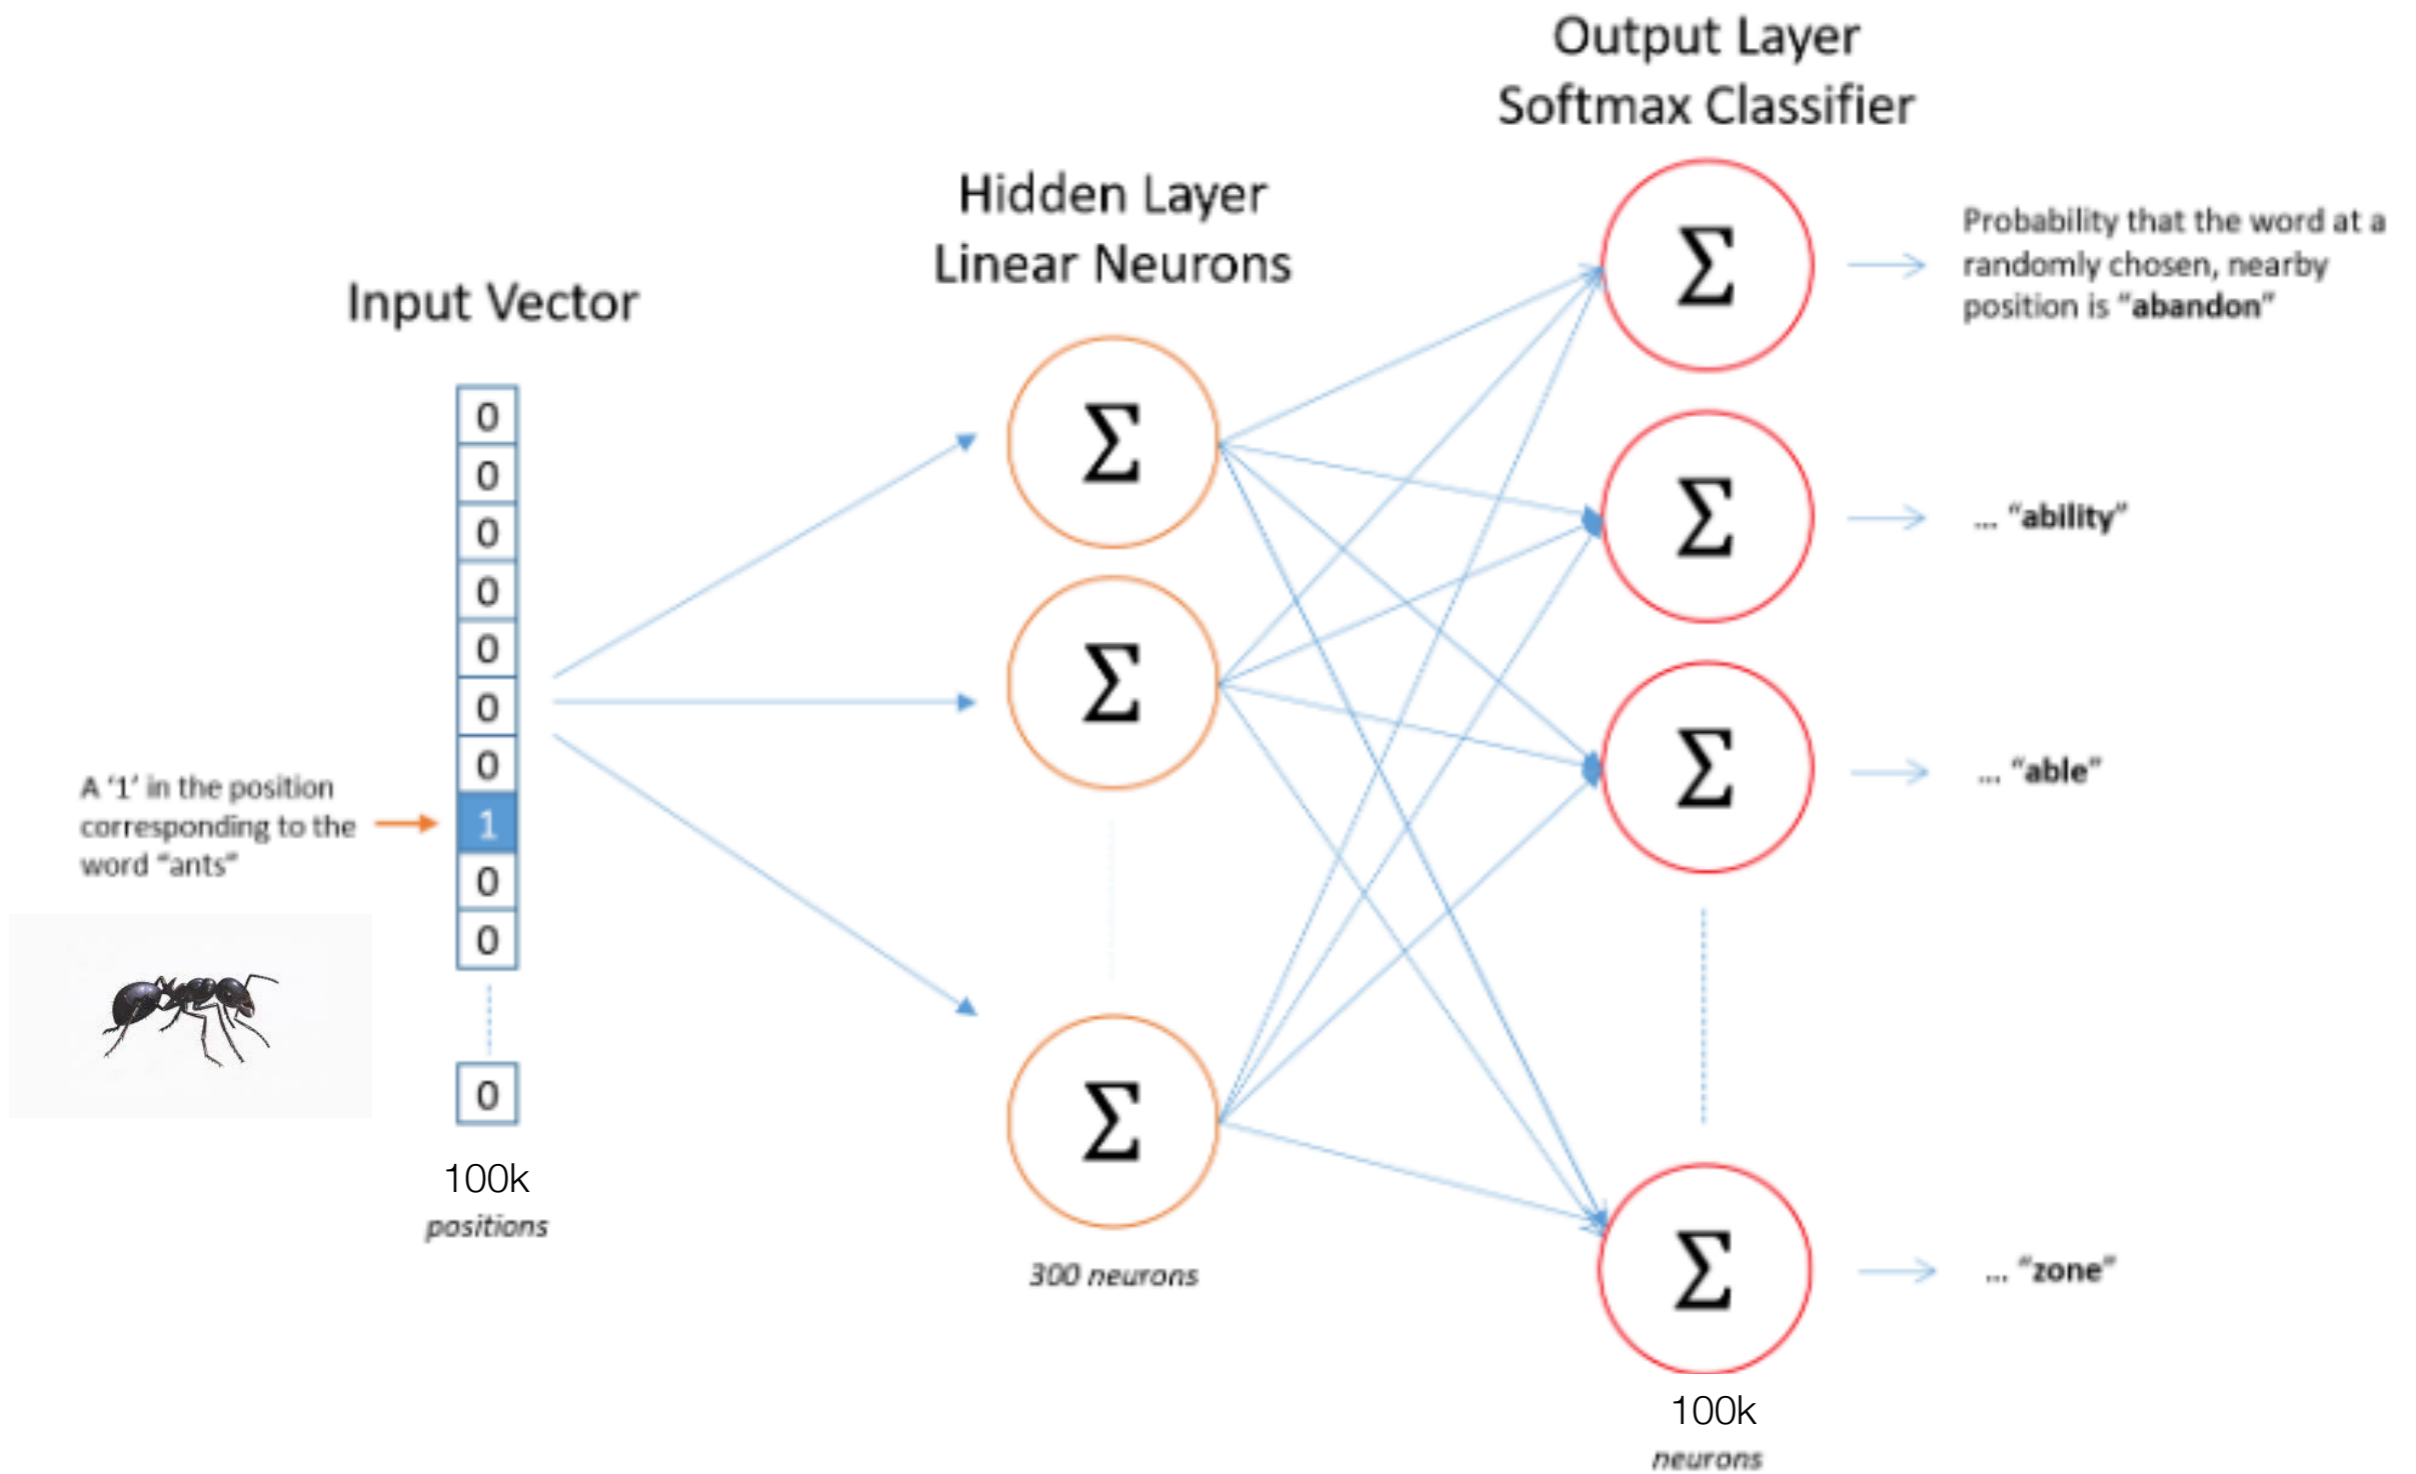 Output Layer
Softmax Classifier
Hidden Layer
Linear Neurons
Input Vector
0
0
0
0
0
0
0
1
0
0
0
A ‘1’ in the position
corresponding to the
word “ants”
100k
positions
Σ
Σ
Σ
300 neurons
Σ
Σ
Σ
Σ
Probability that the word at a
randomly chosen, nearby
position is “abandon”
... “ability”
... “able”
... “zone”
100k
neurons